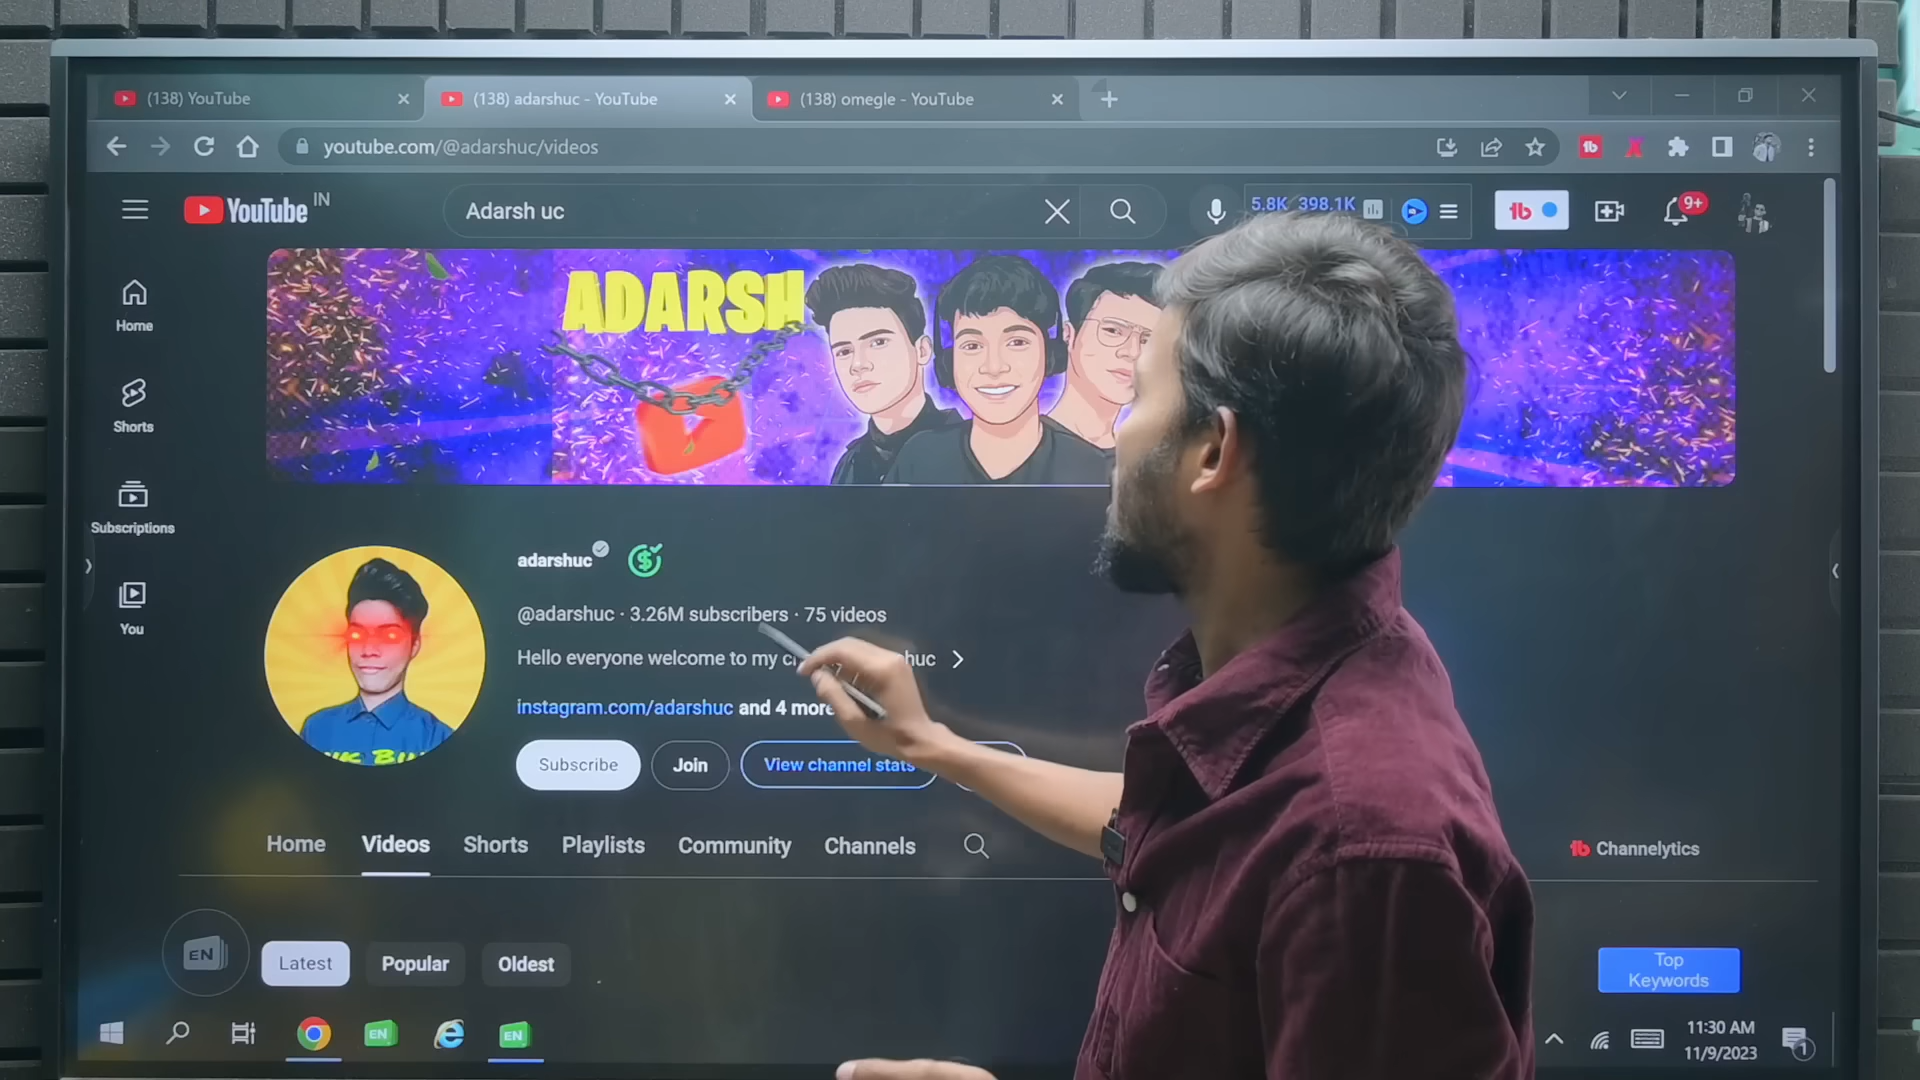 (138) YouTube
(138) adarshuc - YouTube
(138) omegle - YouTube
youtube.com/@adarshuc/videos
YouTube IN
Adarsh uc
5.8K 398.1K
tb
9+
Home
Shorts
Subscriptions
You
ADARSH
adarshuc
@adarshuc · 3.26M subscribers · 75 videos
Hello everyone welcome to my
instagram.com/adarshuc and 4 more
Subscribe
Join
View channel stats
Home
Videos
Shorts
Playlists
Community
Channels
tb Channelytics
EN
Latest
Popular
Oldest
Top
Keywords
EN
EN
11:30 AM
11/9/2023
1